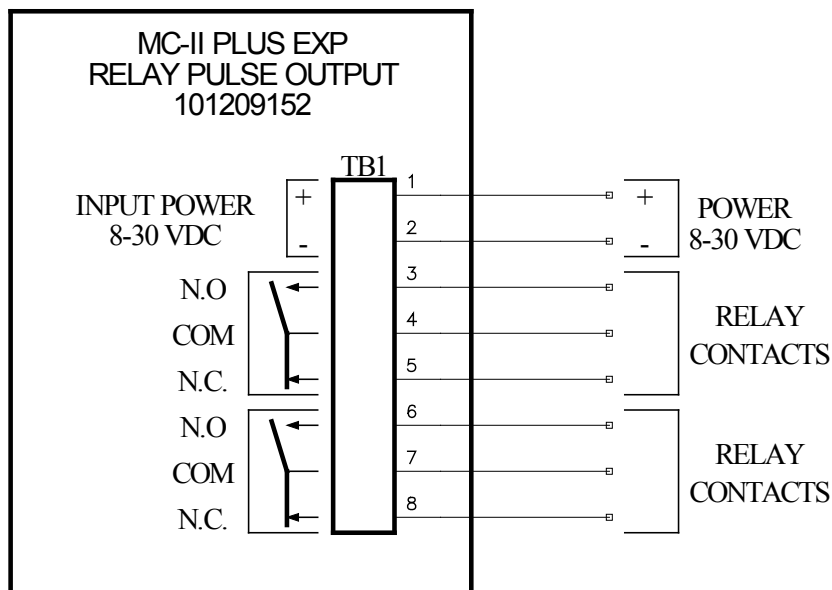 MC-II PLUS EXP
RELAY PULSE OUTPUT
101209152
TB1
INPUT POWER
8-30 VDC
+
-
N.O
COM
N.C.
N.O
COM
N.C.
1
2
3
4
5
6
7
8
+
-
POWER
8-30 VDC
RELAY
CONTACTS
RELAY
CONTACTS